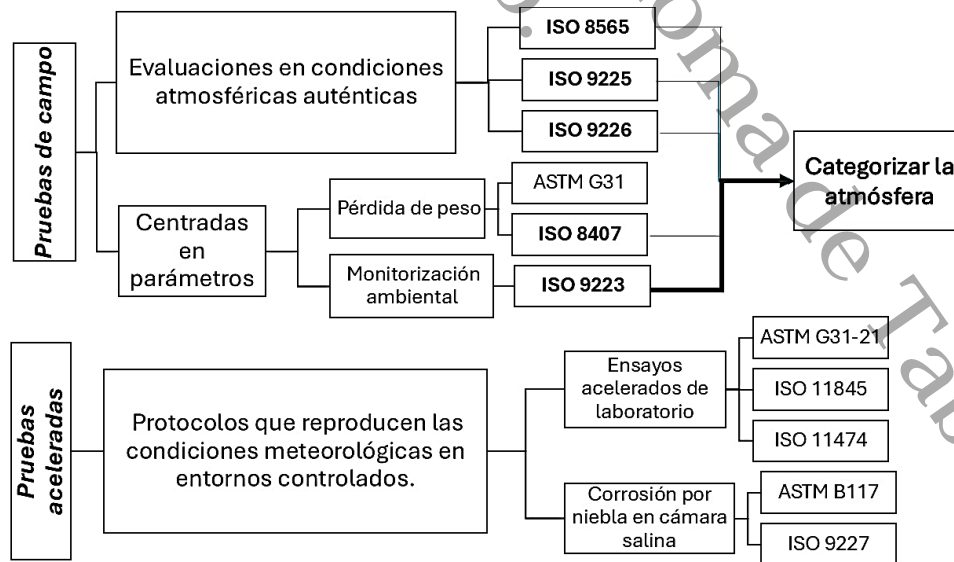 Pruebas de campo
Evaluaciones en condiciones
atmosféricas auténticas
ISO 8565
ISO 9225
ISO 9226
Categorizar la
atmósfera
Centradas
en
parámetros
Pérdida de peso
ASTM G31
ISO 8407
Monitorización
ambiental
ISO 9223
Pruebas
aceleradas
Protocolos que reproducen las
condiciones meteorológicas en
entornos controlados.
Ensayos
acelerados de
laboratorio
ASTM G31-21
ISO 11845
ISO 11474
Corrosión por
niebla en cámara
salina
ASTM B117
ISO 9227
de